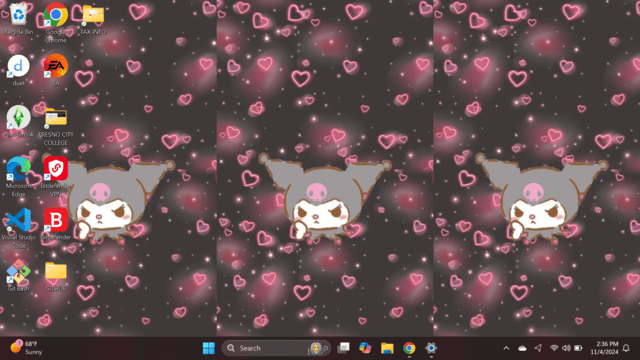 Recycle Bin
Google
Chrome
TAX INFO
duet
EA
The Sims 4
FRESNO CITY
COLLEGE
Microsoft
Edge
Bitdefender
VPN
Visual Studio
Code
Bitdefender
Git Bash
68°F
Sunny
Search
2:36 PM
11/4/2024